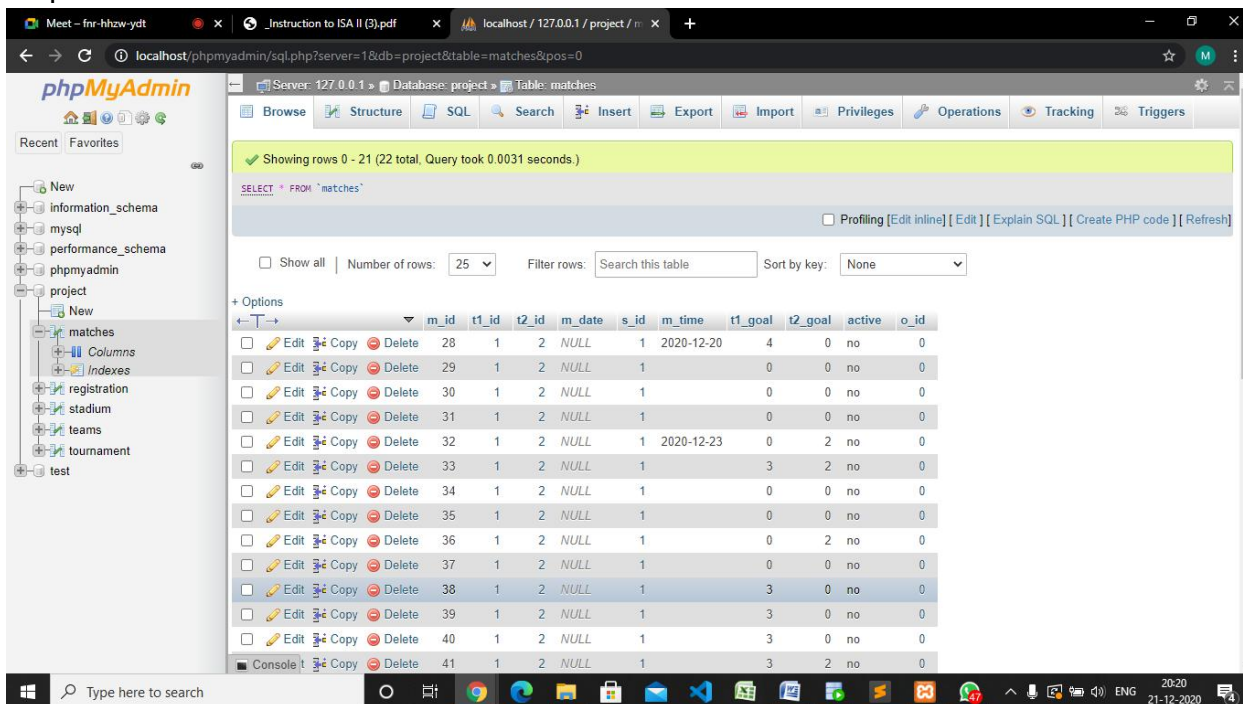 Meet – fnr-hhzw-ydt _Instruction to ISA II (3).pdf localhost / 127.0.0.1 / project / m
localhost/phpmyadmin/sql.php?server=1&db=project&table=matches&pos=0 M
phpMyAdmin
Recent Favorites
New
information_schema
mysql
performance_schema
phpmyadmin
project
New
matches
Columns
Indexes
registration
stadium
teams
tournament
test
Server: 127.0.0.1 » Database: project » Table: matches
Browse Structure SQL Search Insert Export Import Privileges Operations Tracking Triggers
Showing rows 0 - 21 (22 total, Query took 0.0031 seconds.)
SELECT * FROM `matches`
Profiling [Edit inline] [ Edit ] [ Explain SQL ] [ Create PHP code ] [ Refresh]
Show all | Number of rows: 25 Filter rows: Search this table Sort by key: None
+ Options
←T→ m_id t1_id t2_id m_date s_id m_time t1_goal t2_goal active o_id
Edit Copy Delete 28 1 2 NULL 1 2020-12-20 4 0 no 0
Edit Copy Delete 29 1 2 NULL 1 0 0 no 0
Edit Copy Delete 30 1 2 NULL 1 0 0 no 0
Edit Copy Delete 31 1 2 NULL 1 0 0 no 0
Edit Copy Delete 32 1 2 NULL 1 2020-12-23 0 2 no 0
Edit Copy Delete 33 1 2 NULL 1 3 2 no 0
Edit Copy Delete 34 1 2 NULL 1 0 0 no 0
Edit Copy Delete 35 1 2 NULL 1 0 0 no 0
Edit Copy Delete 36 1 2 NULL 1 0 2 no 0
Edit Copy Delete 37 1 2 NULL 1 0 0 no 0
Edit Copy Delete 38 1 2 NULL 1 3 0 no 0
Edit Copy Delete 39 1 2 NULL 1 3 0 no 0
Edit Copy Delete 40 1 2 NULL 1 3 0 no 0
Console t Copy Delete 41 1 2 NULL 1 3 2 no 0
Type here to search ENG 20:20
21-12-2020